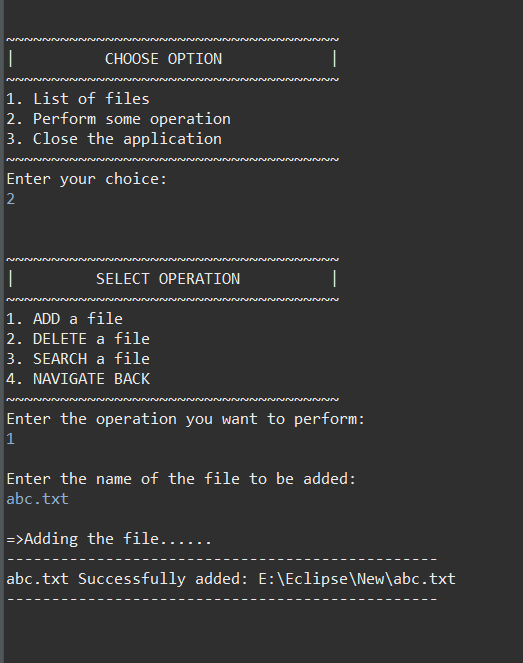 ~~~~~~~~~~~~~~~~~~~~~~~~~~~~~~~~~~~~~
|          CHOOSE OPTION            |
~~~~~~~~~~~~~~~~~~~~~~~~~~~~~~~~~~~~~
1. List of files
2. Perform some operation
3. Close the application
~~~~~~~~~~~~~~~~~~~~~~~~~~~~~~~~~~~~~
Enter your choice:
2
~~~~~~~~~~~~~~~~~~~~~~~~~~~~~~~~~~~~~
|         SELECT OPERATION          |
~~~~~~~~~~~~~~~~~~~~~~~~~~~~~~~~~~~~~
1. ADD a file
2. DELETE a file
3. SEARCH a file
4. NAVIGATE BACK
~~~~~~~~~~~~~~~~~~~~~~~~~~~~~~~~~~~~~
Enter the operation you want to perform:
1
Enter the name of the file to be added:
abc.txt
=>Adding the file......
------------------------------------------------
abc.txt Successfully added: E:\Eclipse\New\abc.txt
------------------------------------------------